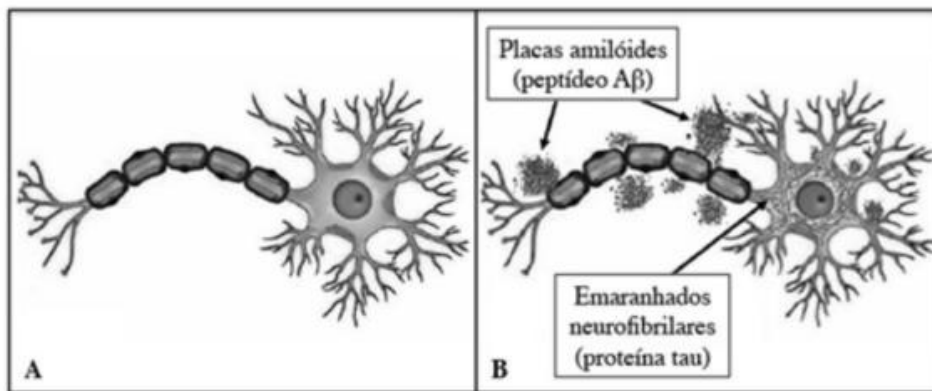 Placas amilóides
(peptídeo Aβ)
Emaranhados
neurofibrilares
(proteína tau)
A
B